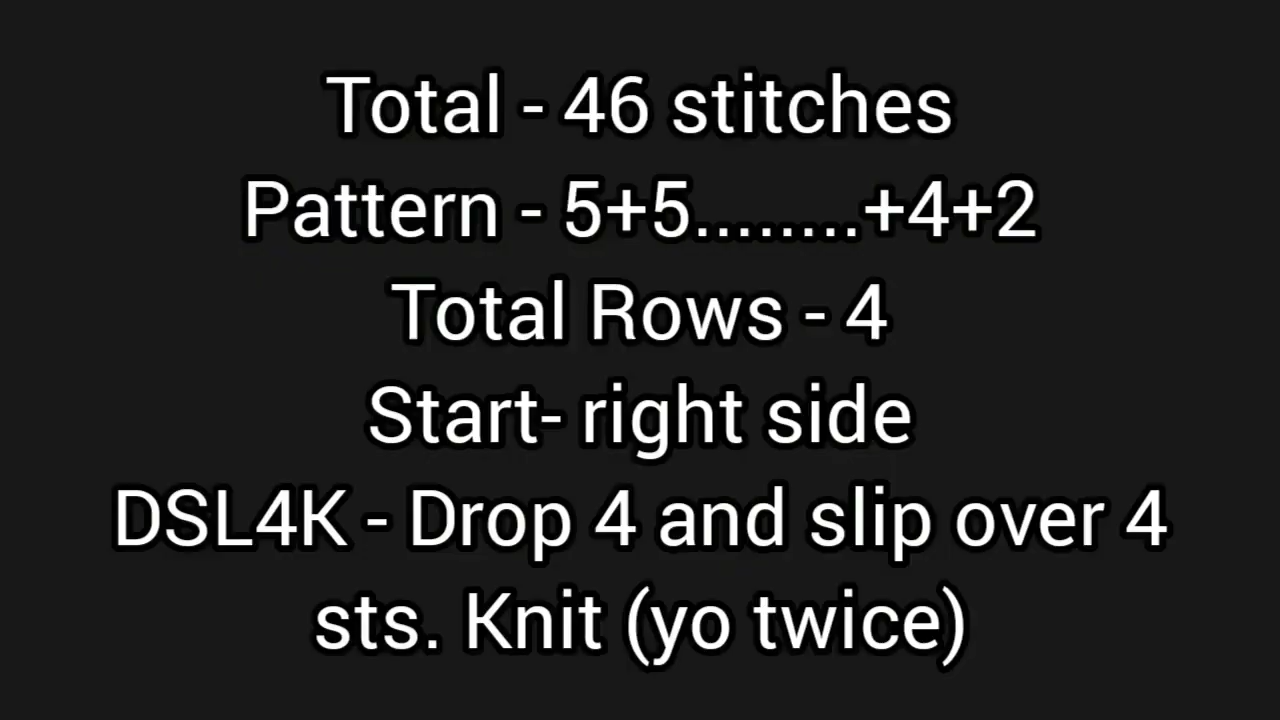 Total - 46 stitches
Pattern - 5+5........+4+2
Total Rows - 4
Start- right side
DSL4K - Drop 4 and slip over 4
sts. Knit (yo twice)